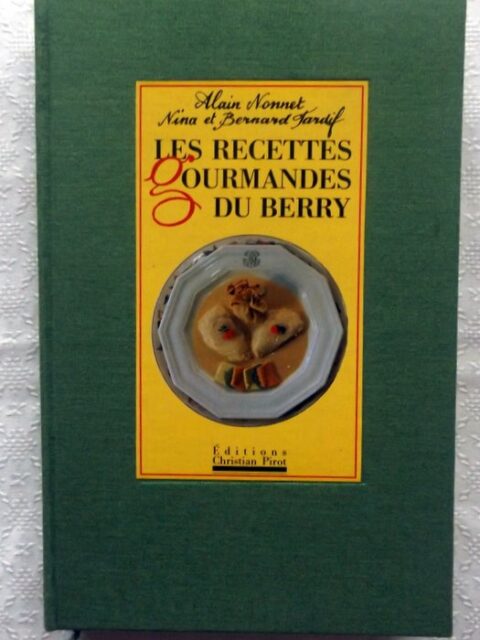 Alain Nonnet
Nina et Bernard Tardif
LES RECETTES
gOURMANDES
DU BERRY
Éditions
Christian Pirot